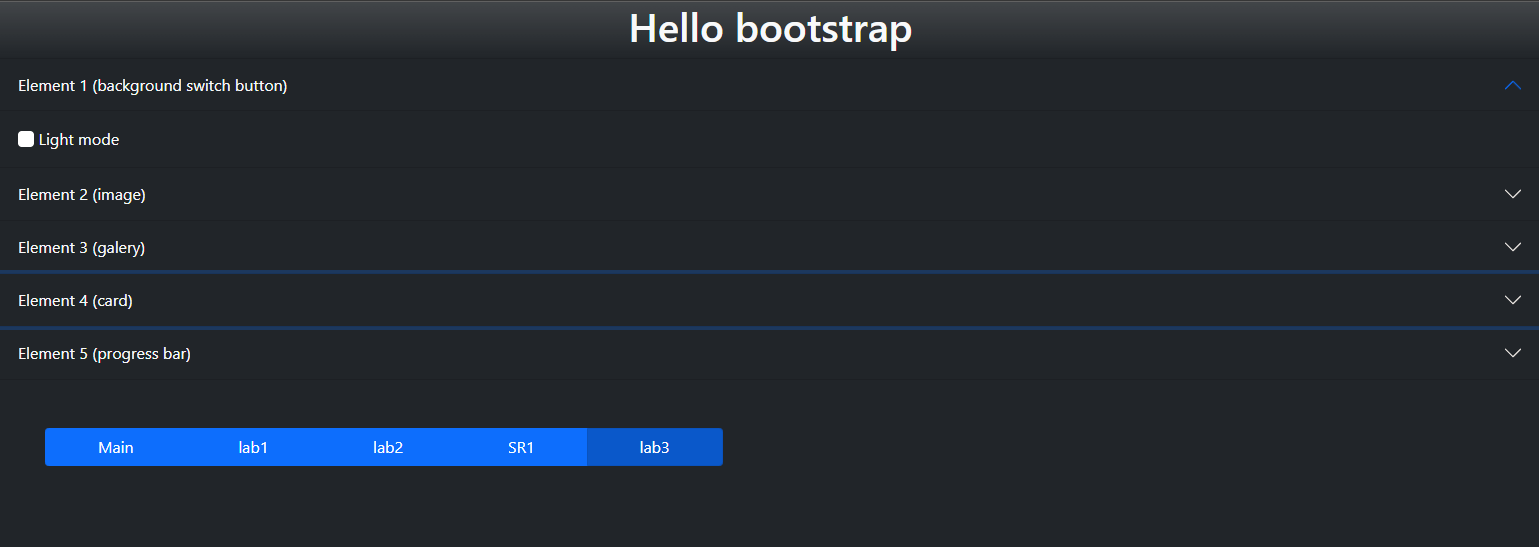 Hello bootstrap
Element 1 (background switch button)
Light mode
Element 2 (image)
Element 3 (galery)
Element 4 (card)
Element 5 (progress bar)
Main lab1 lab2 SR1 lab3